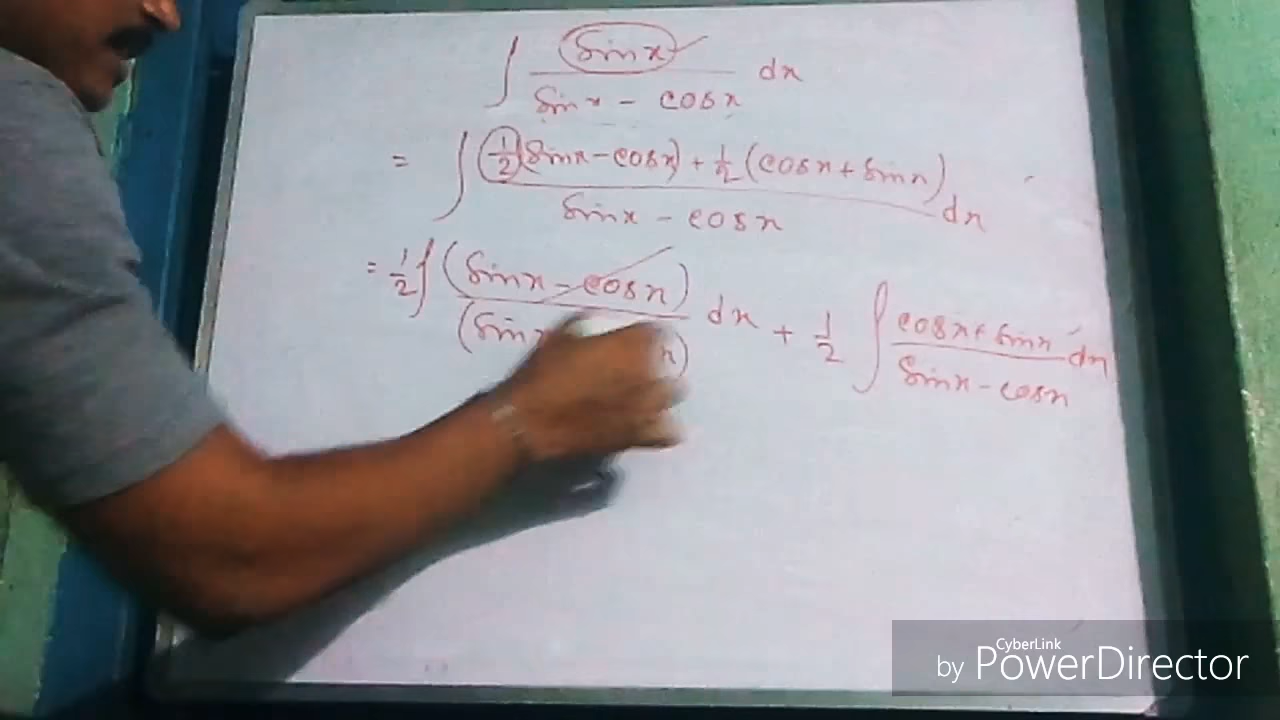 ∫ sinx / (sinx - cosx) dx
= ∫ (1/2 (sinx - cosx) + 1/2 (cosx + sinx)) / (sinx - cosx) dx
= 1/2 ∫ (sinx - cosx) / (sin x) dx + 1/2 ∫ (cosx + sinx) / (sinx - cosx) dx
CyberLink
by PowerDirector